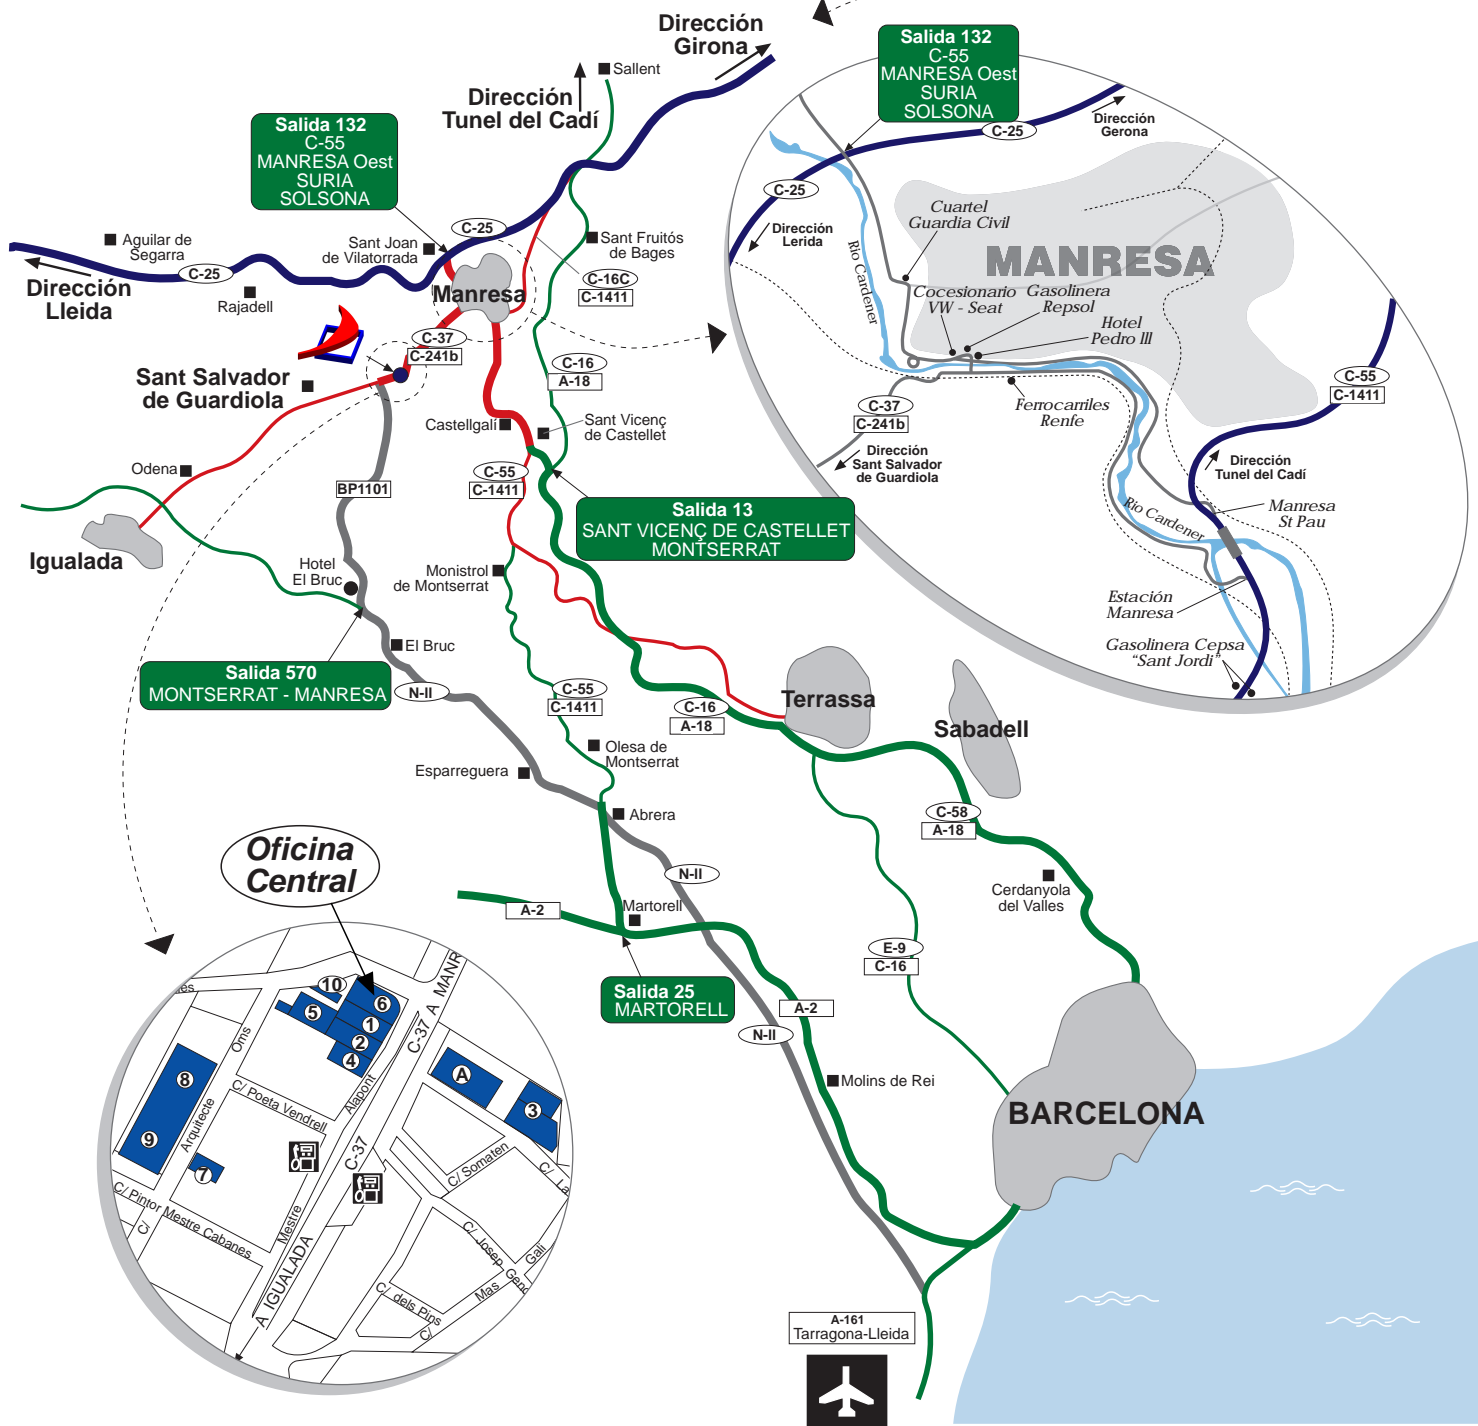 Dirección
Girona
Sallent
Dirección
Tunel del Cadí
Salida 132
C-55
MANRESA Oest
SURIA
SOLSONA
C-25
Aguilar de
Segarra
C-25
Sant Joan
de Vilatorrada
Sant Fruitós
de Bages
C-16C
C-1411
Dirección
Lleida
Rajadell
Manresa
C-37
C-241b
C-16
A-18
Sant Salvador
de Guardiola
Castellgalí
Sant Vicenç
de Castellet
Odena
BP1101
C-55
C-1411
Salida 13
SANT VICENÇ DE CASTELLET
MONTSERRAT
Igualada
Hotel
El Bruc
Monistrol
de Montserrat
El Bruc
Salida 570
MONTSERRAT - MANRESA
N-II
C-55
C-1411
C-16
A-18
Terrassa
Sabadell
Olesa de
Montserrat
Esparreguera
Abrera
C-58
A-18
N-II
Cerdanyola
del Valles
A-2
Martorell
E-9
C-16
Salida 25
MARTORELL
A-2
N-II
Molins de Rei
BARCELONA
A-161
Tarragona-Lleida
Salida 132
C-55
MANRESA Oest
SURIA
SOLSONA
C-25
Dirección
Gerona
C-25
Dirección
Lerida
Cuartel
Guardia Civil
Rio Cardener
MANRESA
Cocesionario
VW - Seat
Gasolinera
Repsol
Hotel
Pedro III
C-37
C-241b
Ferrocarriles
Renfe
C-55
C-1411
Dirección
Sant Salvador
de Guardiola
Dirección
Tunel del Cadí
Rio Cardener
Manresa
St Pau
Estación
Manresa
Gasolinera Cepsa
“Sant Jordi”
Oficina
Central
10
6
5
1
2
4
8
9
7
A
3
C-37 A MANR
Oms
Arquitecte
C/ Poeta Vendrell
Alapont
C-37
C/ Somaten
C/ La
C/ Pintor Mestre Cabanes
C/
Mestre
A IGUALADA
C/ Josep
Gali
Mas
C/
C/ dels Pins